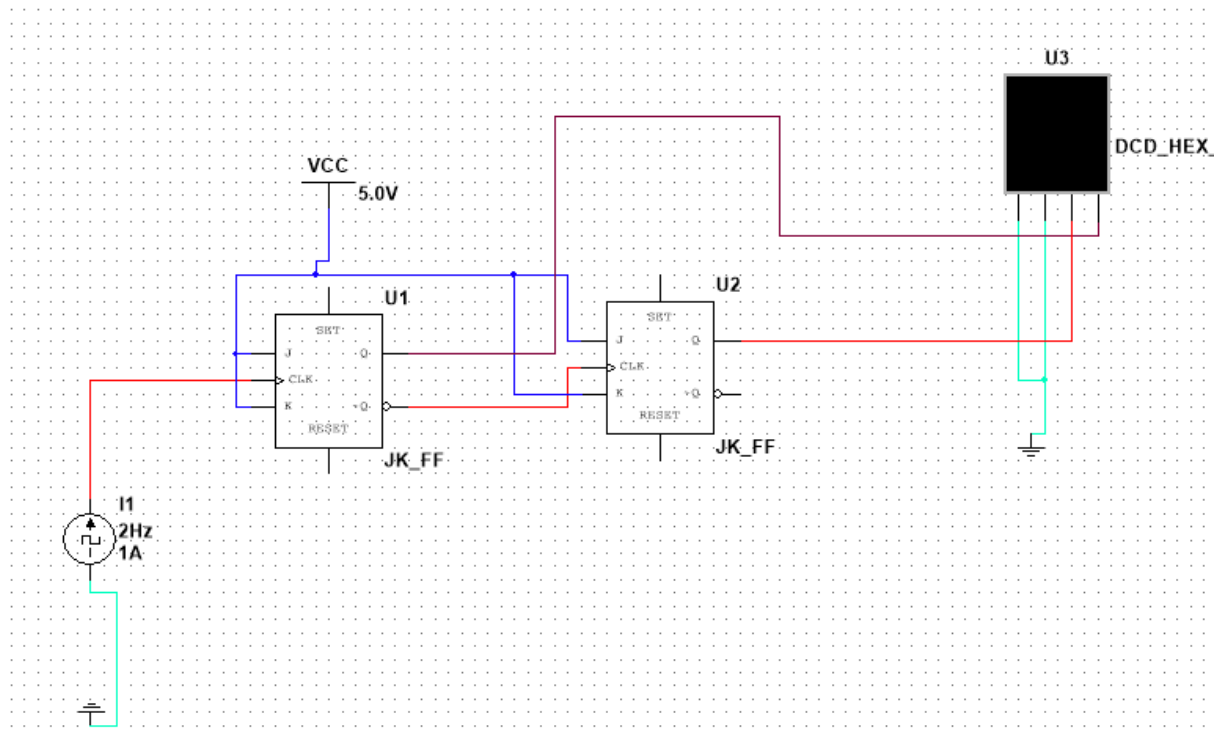 U3
DCD_HEX_
VCC
5.0V
U1
SET
J
Q
CLK
K
~Q
RESET
JK_FF
U2
SET
J
Q
CLK
K
~Q
RESET
JK_FF
I1
2Hz
1A